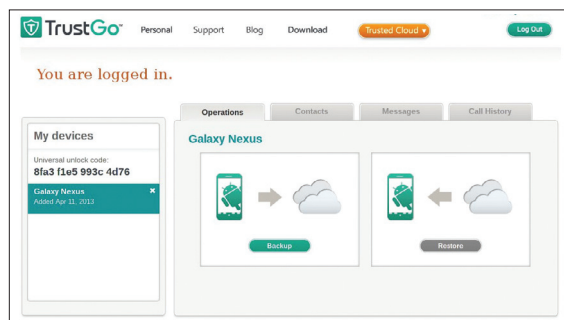 TrustGo™ Personal Support Blog Download Trusted Cloud Log Out
You are logged in.
Operations Contacts Messages Call History
My devices
Galaxy Nexus
Universal unlock code:
8fa3 f1e5 993c 4d76
Galaxy Nexus
Added Apr 11, 2013
Backup Restore